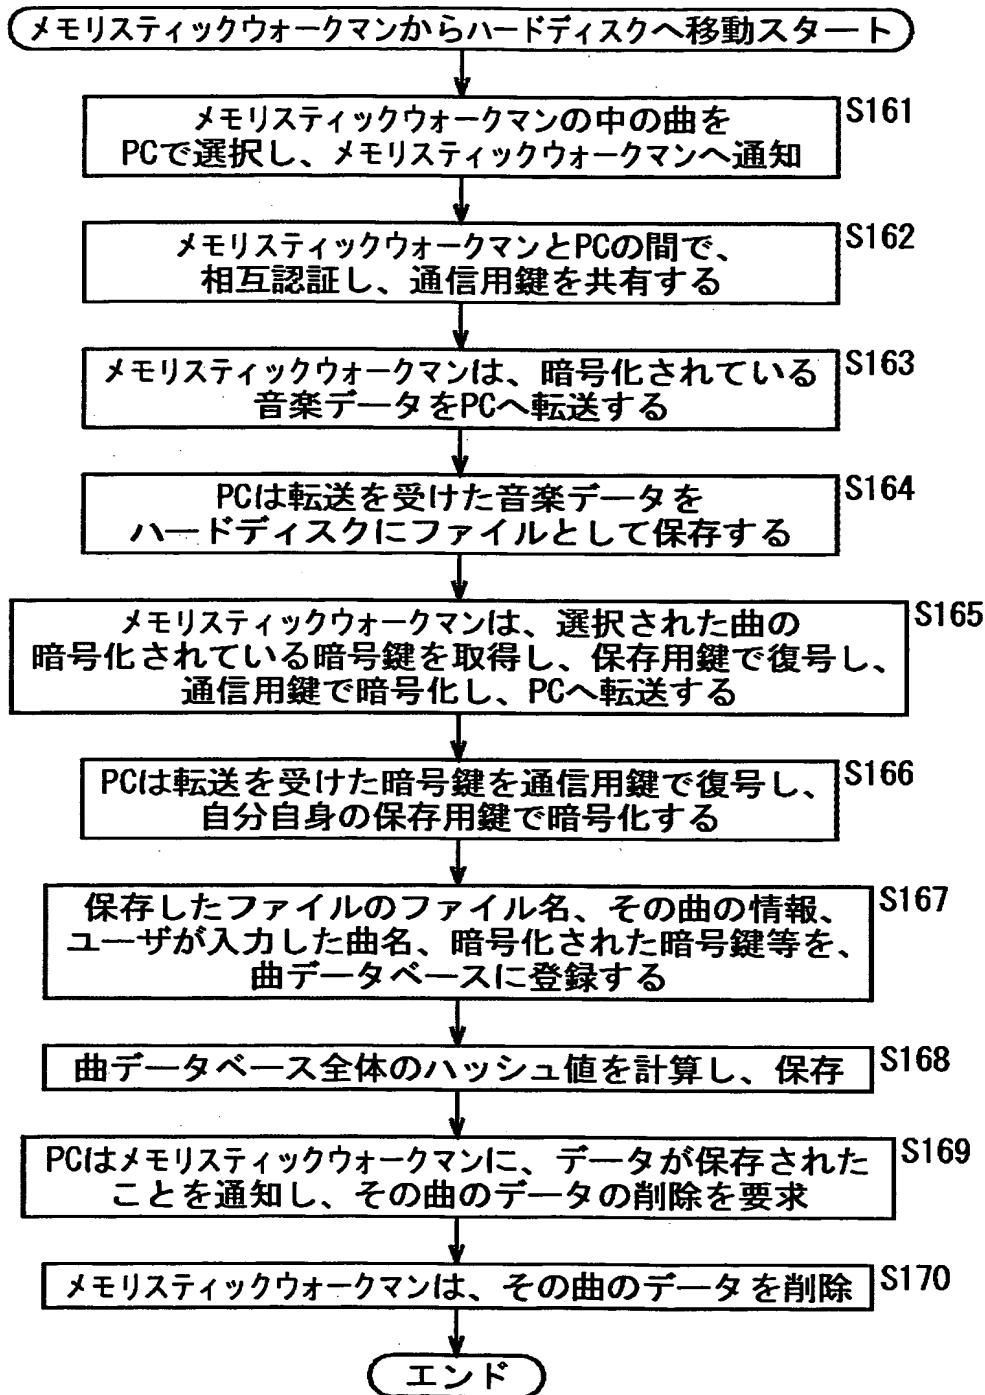 メモリスティックウォークマンからハードディスクへ移動スタート
メモリスティックウォークマンの中の曲を
PCで選択し、メモリスティックウォークマンへ通知
S161
メモリスティックウォークマンとPCの間で、
相互認証し、通信用鍵を共有する
S162
メモリスティックウォークマンは、暗号化されている
音楽データをPCへ転送する
S163
PCは転送を受けた音楽データを
ハードディスクにファイルとして保存する
S164
メモリスティックウォークマンは、選択された曲の
暗号化されている暗号鍵を取得し、保存用鍵で復号し、
通信用鍵で暗号化し、PCへ転送する
S165
PCは転送を受けた暗号鍵を通信用鍵で復号し、
自分自身の保存用鍵で暗号化する
S166
保存したファイルのファイル名、その曲の情報、
ユーザが入力した曲名、暗号化された暗号鍵等を、
曲データベースに登録する
S167
曲データベース全体のハッシュ値を計算し、保存
S168
PCはメモリスティックウォークマンに、データが保存された
ことを通知し、その曲のデータの削除を要求
S169
メモリスティックウォークマンは、その曲のデータを削除
S170
エンド